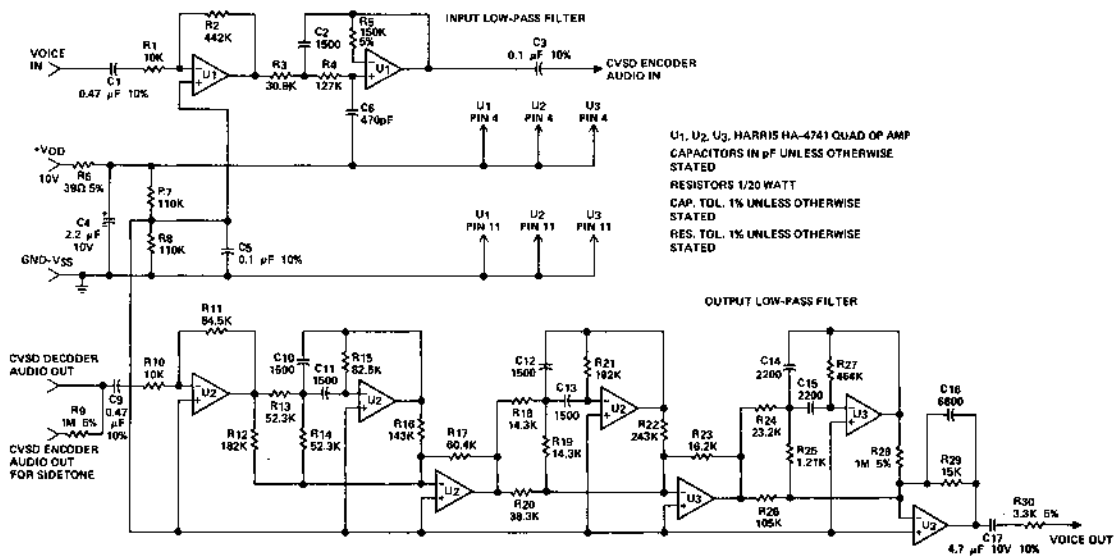 INPUT LOW-PASS FILTER
R2
442K
C2
1500
R5
150K
5%
VOICE
IN
R1
10K
C1
0.47 µF 10%
U1
R3
30.9K
R4
127K
U1
C3
0.1 µF 10%
CVSD ENCODER
AUDIO IN
C6
470pF
U1
PIN 4
U2
PIN 4
U3
PIN 4
+VDD
10V
R6
39Ω 5%
R7
110K
C4
2.2 µF
10V
R8
110K
C5
0.1 µF 10%
GND-VSS
U1
PIN 11
U2
PIN 11
U3
PIN 11
U1, U2, U3, HARRIS HA-4741 QUAD OP AMP
CAPACITORS IN pF UNLESS OTHERWISE
STATED
RESISTORS 1/20 WATT
CAP. TOL. 1% UNLESS OTHERWISE
STATED
RES. TOL. 1% UNLESS OTHERWISE
STATED
OUTPUT LOW-PASS FILTER
CVSD DECODER
AUDIO OUT
R9
1M 5%
CVSD ENCODER
AUDIO OUT
FOR SIDETONE
C9
0.47
µF
10%
R10
10K
R11
84.5K
U2
R12
182K
R13
52.3K
R14
52.3K
C10
1500
C11
1500
R15
82.5K
U2
R16
143K
R17
60.4K
U2
R18
14.3K
R19
14.3K
R20
38.3K
C12
1500
C13
1500
R21
192K
U2
R22
243K
R23
16.2K
U3
R24
23.2K
R25
1.21K
R26
105K
C14
2200
C15
2200
R27
464K
U3
R28
1M 5%
C16
6800
R29
15K
U3
C17
4.7 µF 10V 10%
R30
3.3K 5%
VOICE OUT